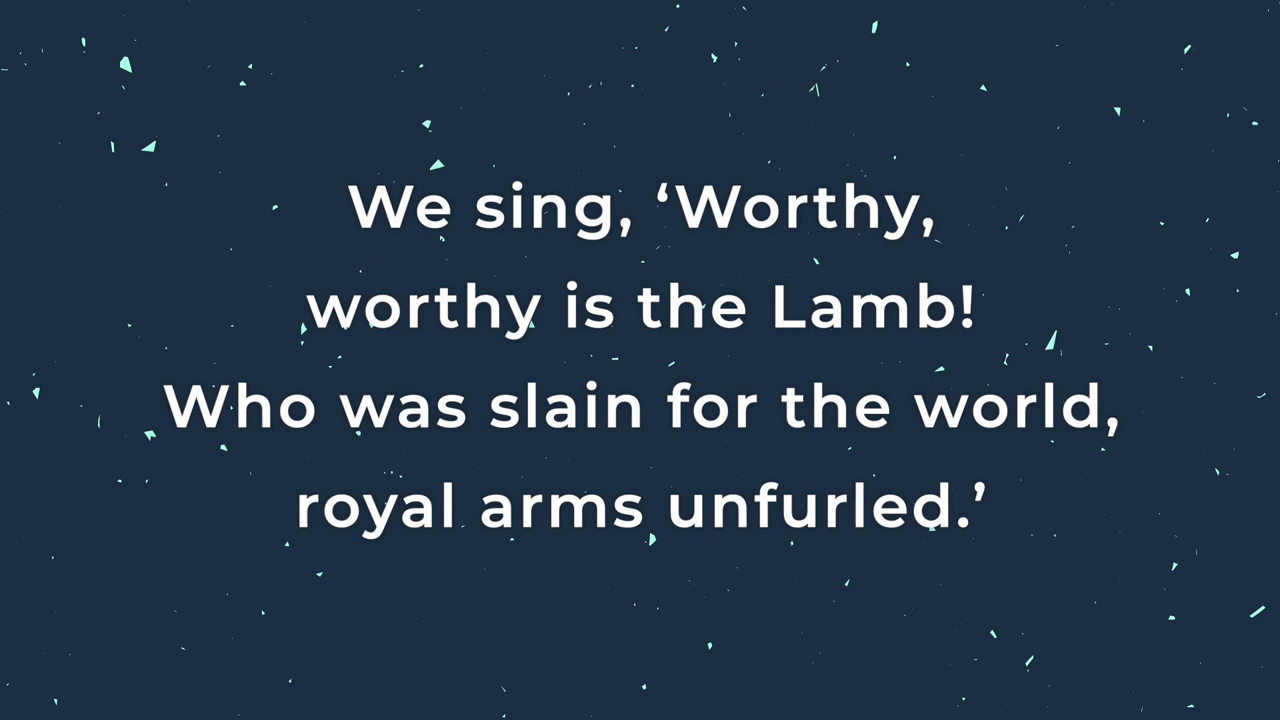 We sing, ‘Worthy,
worthy is the Lamb!
Who was slain for the world,
royal arms unfurled.’